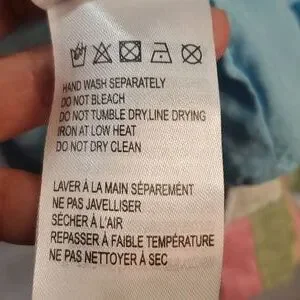 HAND WASH SEPARATELY
DO NOT BLEACH
DO NOT TUMBLE DRY.LINE DRYING
IRON AT LOW HEAT
DO NOT DRY CLEAN
LAVER À LA MAIN SÉPAREMENT
NE PAS JAVELLISER
SÉCHER À L'AIR
REPASSER À FAIBLE TEMPÉRATURE
NE PAS NETTOYER À SEC